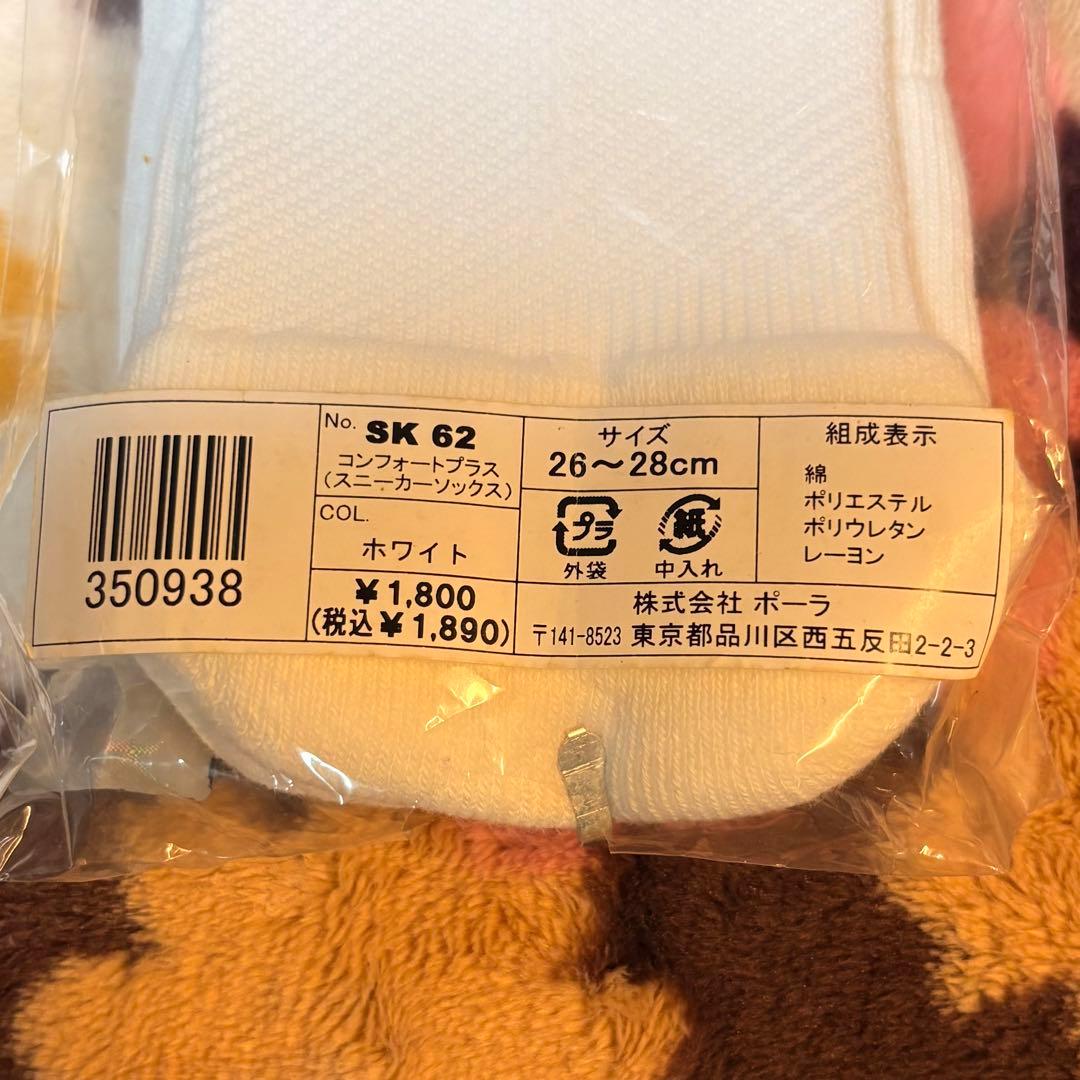 350938
No. SK 62
コンフォートプラス
(スニーカーソックス)
COL.
ホワイト
¥1,800
(税込¥1,890)
サイズ
26～28cm
プラ
外袋
紙
中入れ
組成表示
綿
ポリエステル
ポリウレタン
レーヨン
株式会社 ポーラ
〒141-8523 東京都品川区西五反田2-2-3